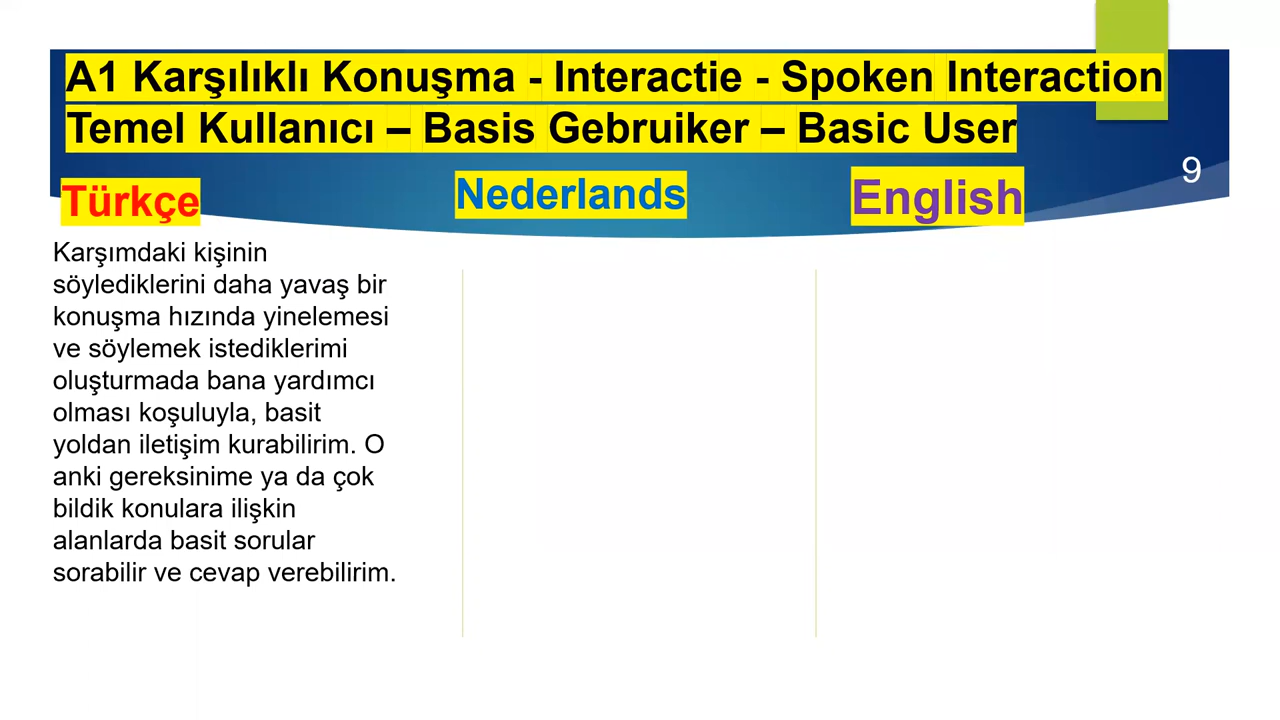 A1 Karşılıklı Konuşma - Interactie - Spoken Interaction
Temel Kullanıcı – Basis Gebruiker – Basic User
9
Türkçe
Nederlands
English
Karşımdaki kişinin
söylediklerini daha yavaş bir
konuşma hızında yinelemesi
ve söylemek istediklerimi
oluşturmada bana yardımcı
olması koşuluyla, basit
yoldan iletişim kurabilirim. O
anki gereksinime ya da çok
bildik konulara ilişkin
alanlarda basit sorular
sorabilir ve cevap verebilirim.